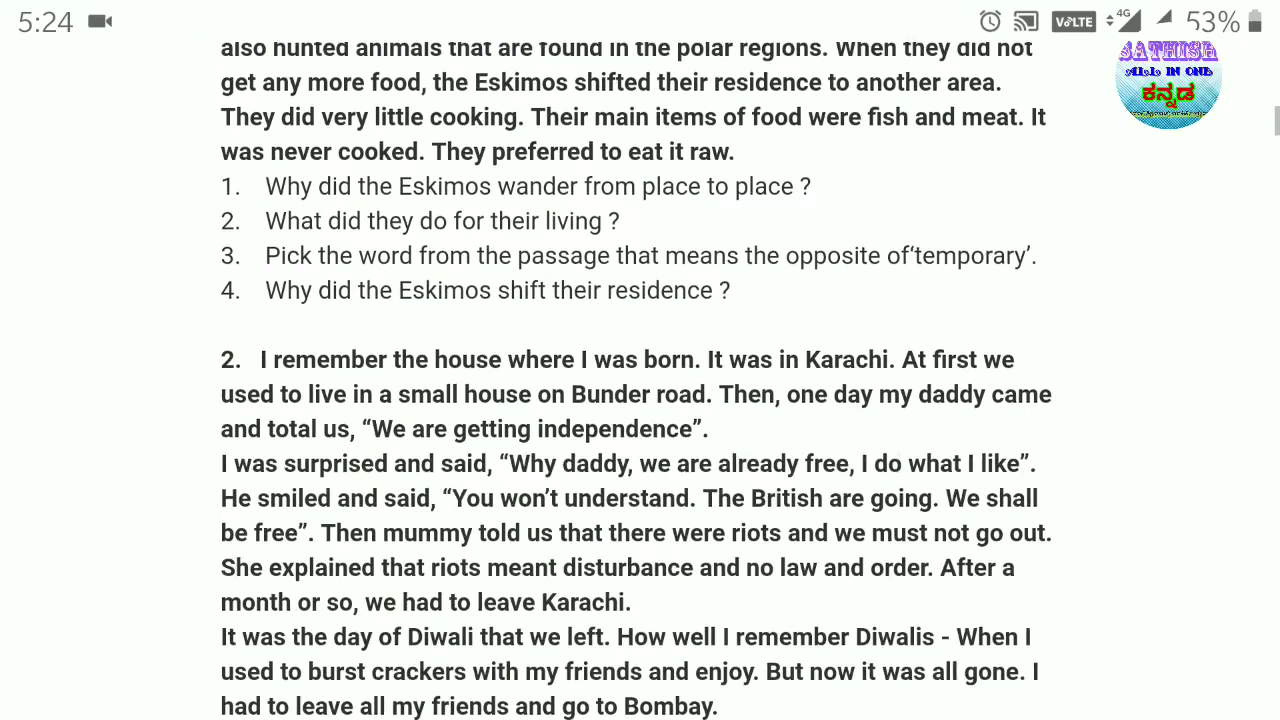 5:24 VoLTE 4G 53%
also hunted animals that are found in the polar regions. When they did not
get any more food, the Eskimos shifted their residence to another area.
They did very little cooking. Their main items of food were fish and meat. It
was never cooked. They preferred to eat it raw.
1. Why did the Eskimos wander from place to place ?
2. What did they do for their living ?
3. Pick the word from the passage that means the opposite of‘temporary’.
4. Why did the Eskimos shift their residence ?
2. I remember the house where I was born. It was in Karachi. At first we
used to live in a small house on Bunder road. Then, one day my daddy came
and total us, “We are getting independence”.
I was surprised and said, “Why daddy, we are already free, I do what I like”.
He smiled and said, “You won’t understand. The British are going. We shall
be free”. Then mummy told us that there were riots and we must not go out.
She explained that riots meant disturbance and no law and order. After a
month or so, we had to leave Karachi.
It was the day of Diwali that we left. How well I remember Diwalis - When I
used to burst crackers with my friends and enjoy. But now it was all gone. I
had to leave all my friends and go to Bombay.
SATHISH
ALL IN ONE
ಕನ್ನಡ